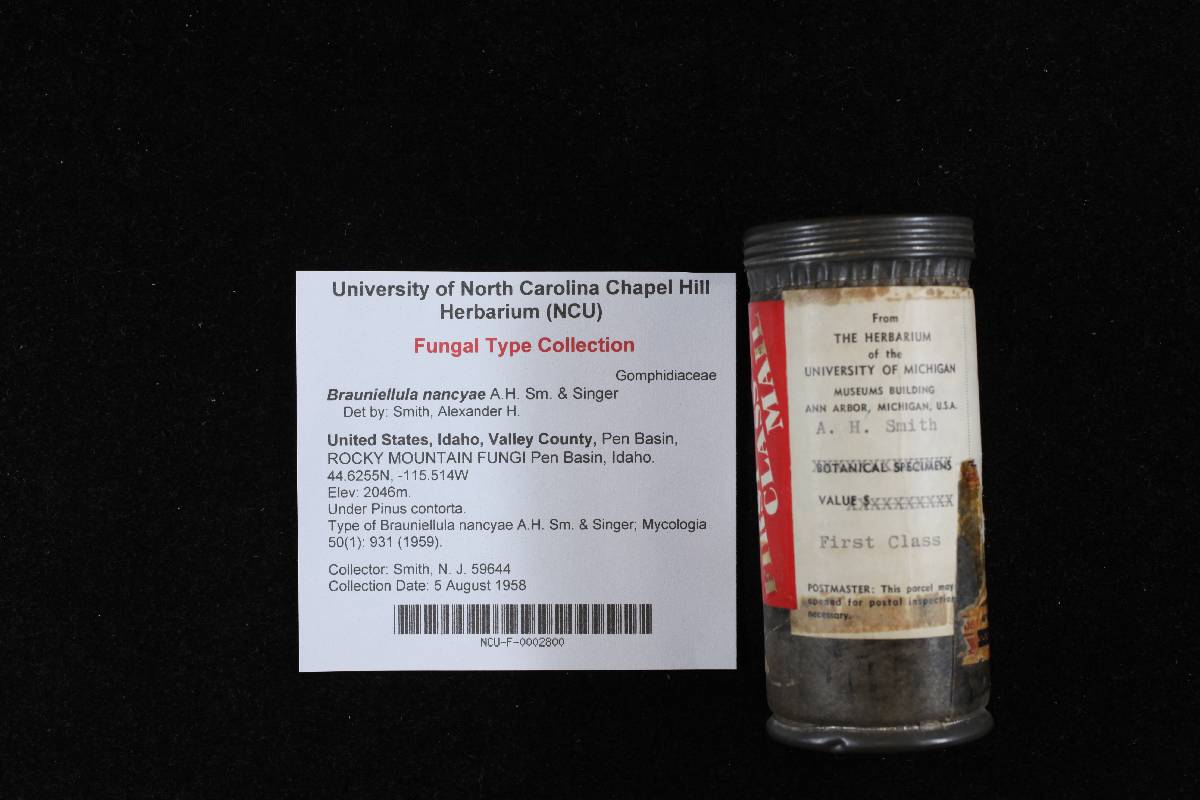 University of North Carolina Chapel Hill
Herbarium (NCU)
Fungal Type Collection
Gomphidiaceae
Brauniellula nancyae A.H. Sm. & Singer
Det by: Smith, Alexander H.
United States, Idaho, Valley County, Pen Basin,
ROCKY MOUNTAIN FUNGI Pen Basin, Idaho.
44.6255N, -115.514W
Elev: 2046m.
Under Pinus contorta.
Type of Brauniellula nancyae A.H. Sm. & Singer; Mycologia
50(1): 931 (1959).
Collector: Smith, N. J. 59644
Collection Date: 5 August 1958
NCU-F-0002800
FIRST CLASS
MAIL
From
THE HERBARIUM
of the
UNIVERSITY OF MICHIGAN
MUSEUMS BUILDING
ANN ARBOR, MICHIGAN, U.S.A.
A. H. Smith
BOTANICAL SPECIMENS
VALUE $XXXXXXXXX
First Class
POSTMASTER: This parcel may
opened for postal inspection
necessary.